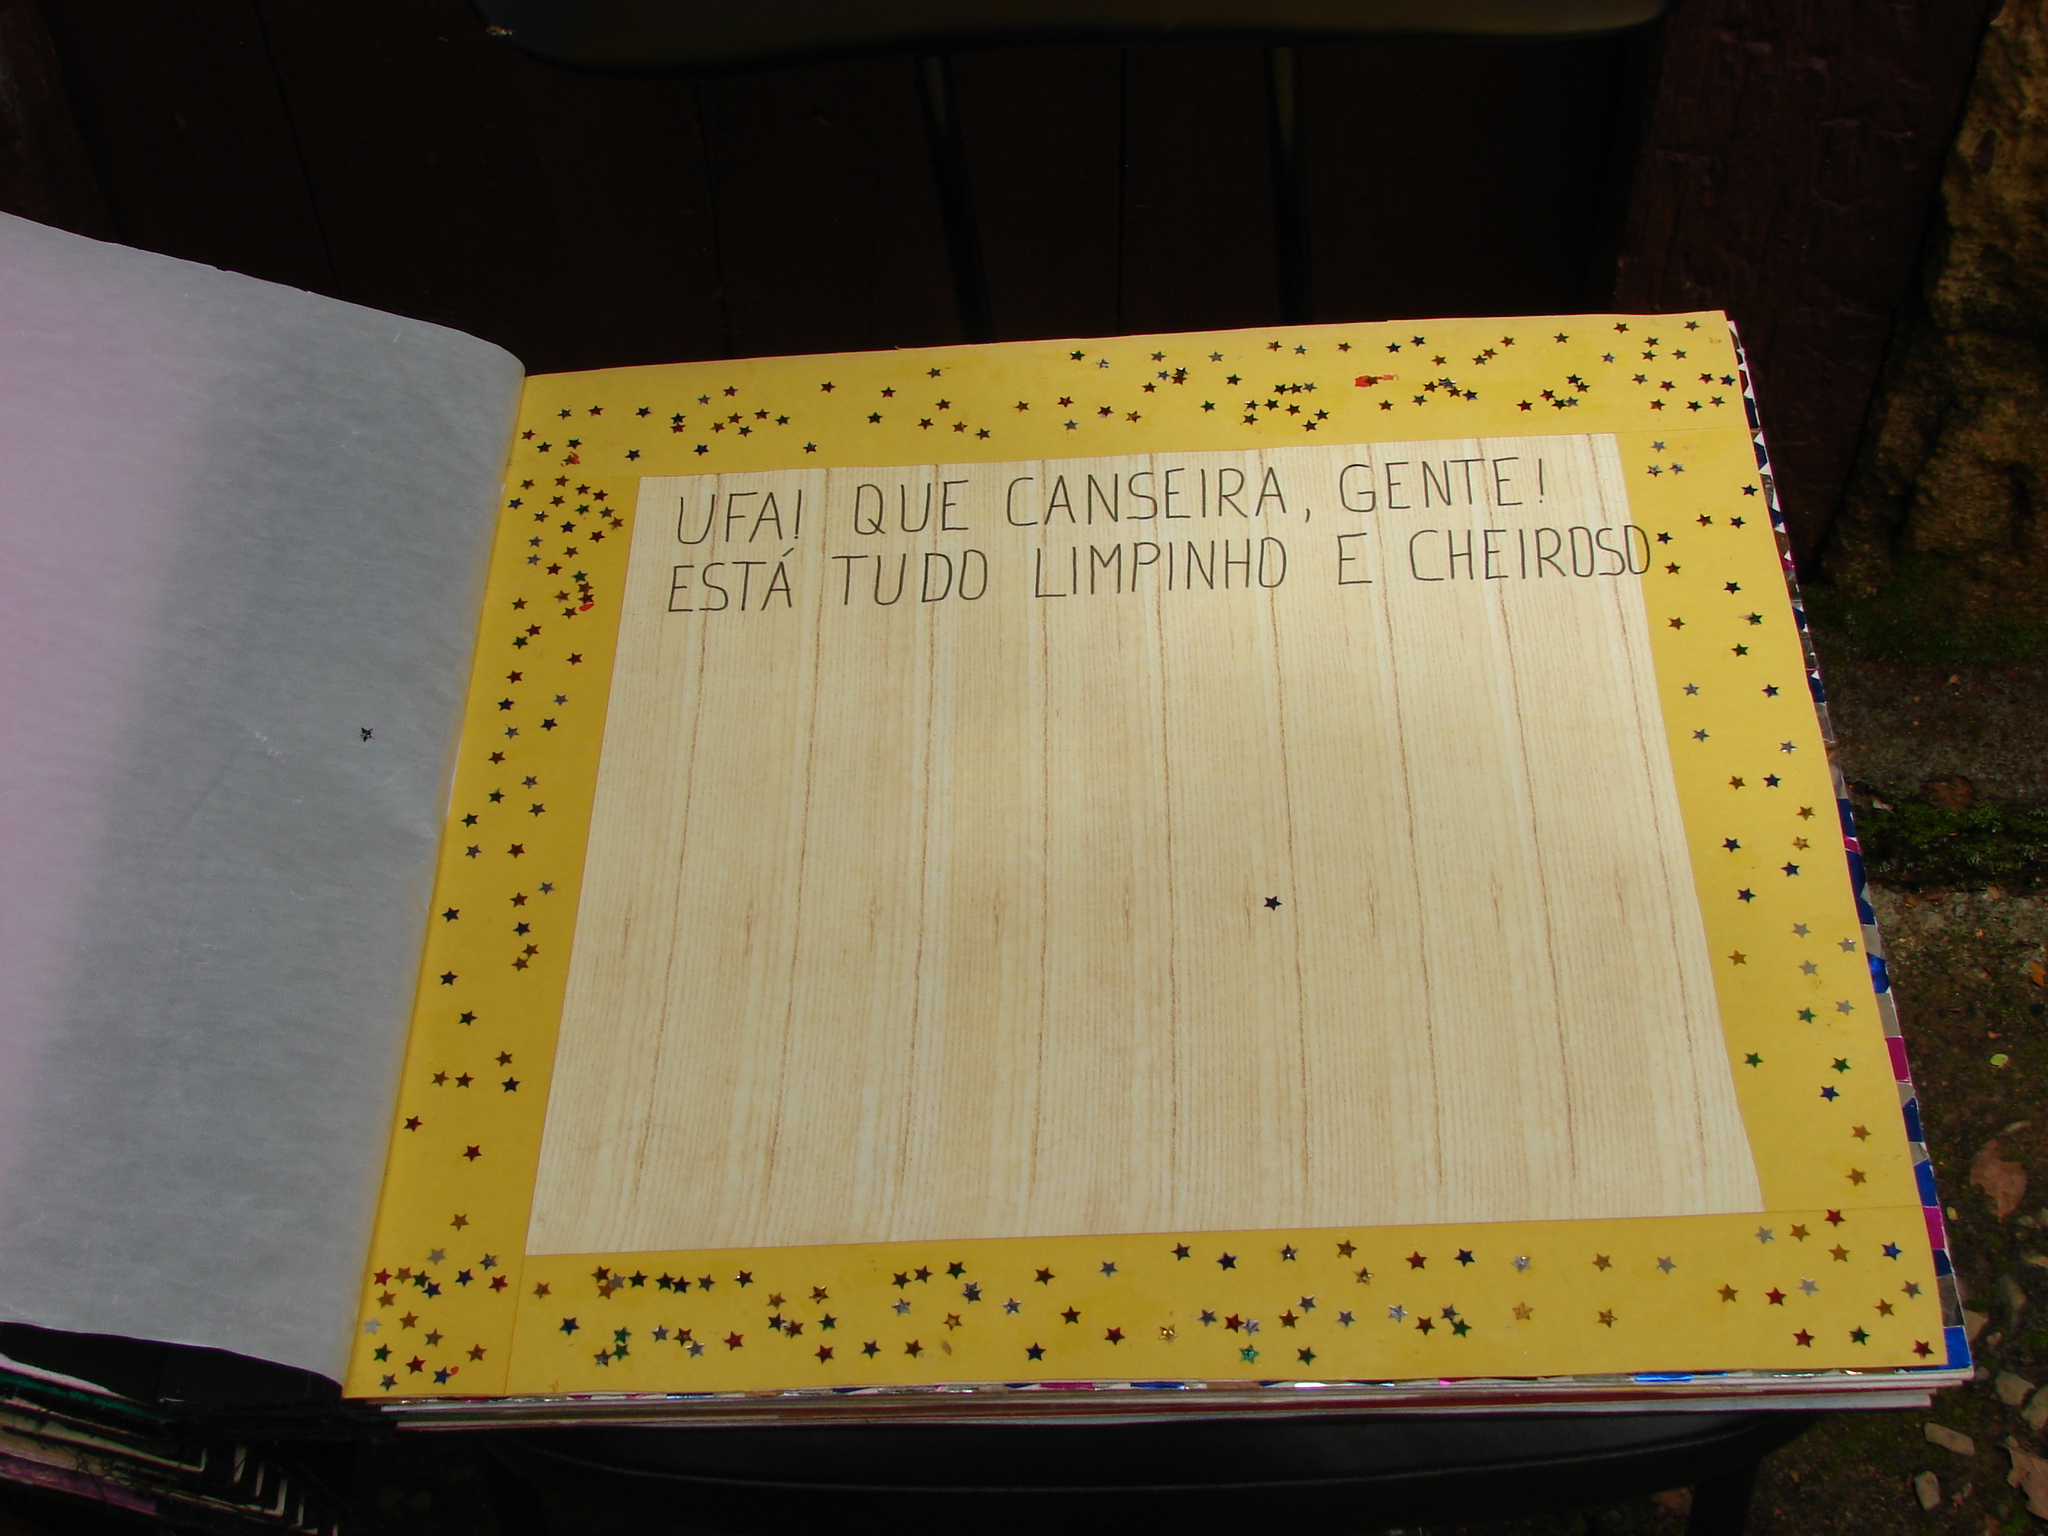 UFA! QUE CANSEIRA, GENTE!
ESTÁ TUDO LIMPINHO E CHEIROSO